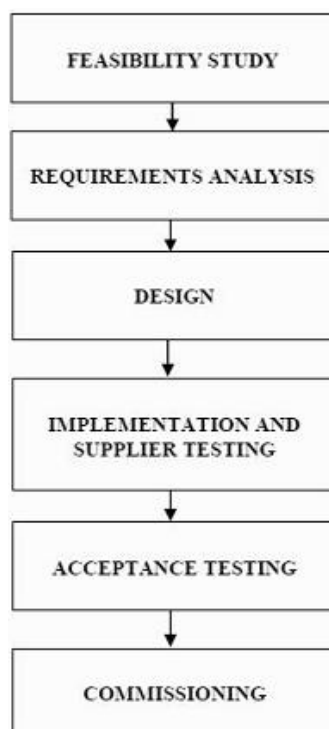 FEASIBILITY STUDY
REQUIREMENTS ANALYSIS
DESIGN
IMPLEMENTATION AND
SUPPLIER TESTING
ACCEPTANCE TESTING
COMMISSIONING